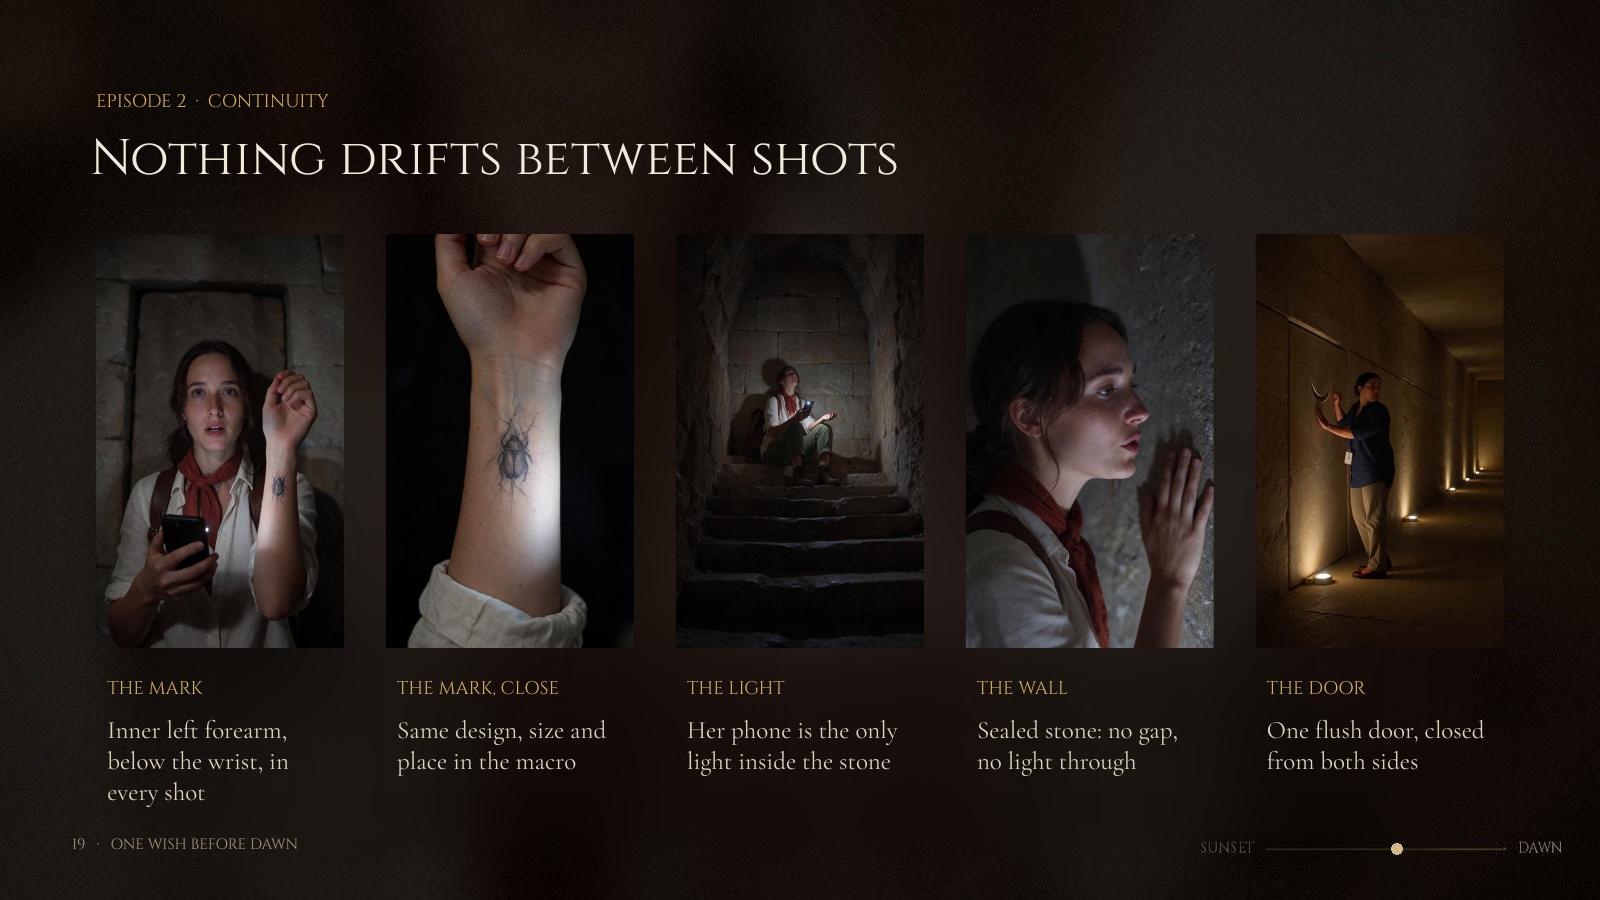 EPISODE 2 · CONTINUITY
NOTHING DRIFTS BETWEEN SHOTS
THE MARK
Inner left forearm,
below the wrist, in
every shot
THE MARK, CLOSE
Same design, size and
place in the macro
THE LIGHT
Her phone is the only
light inside the stone
THE WALL
Sealed stone: no gap,
no light through
THE DOOR
One flush door, closed
from both sides
19 · ONE WISH BEFORE DAWN
SUNSET
DAWN